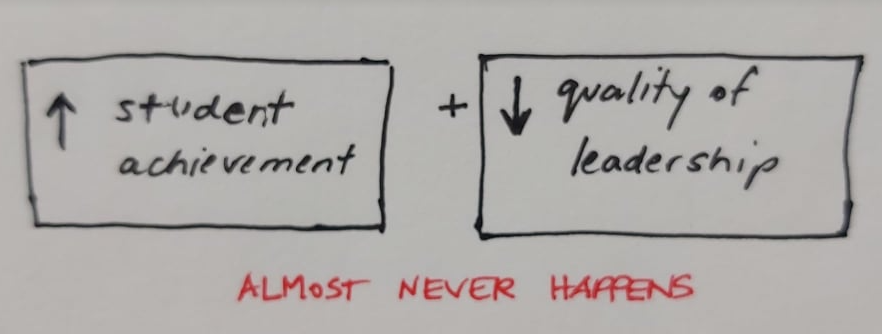 ↑ student
achievement
+
↓ quality of
leadership
ALMOST NEVER HAPPENS